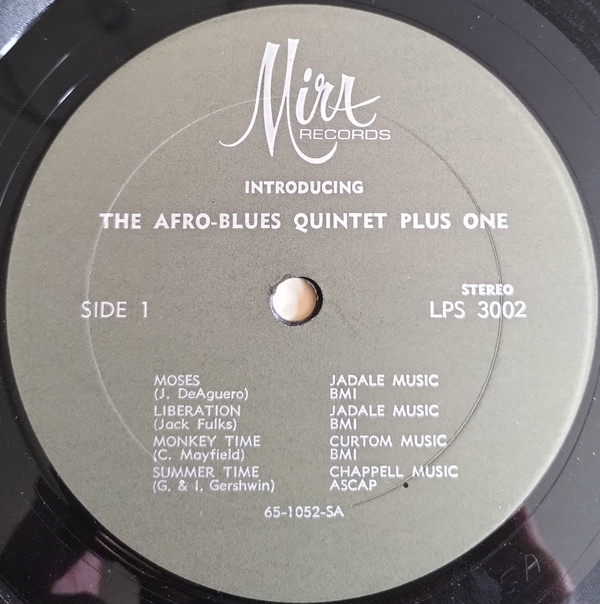 Mira
RECORDS
INTRODUCING
THE AFRO-BLUES QUINTET PLUS ONE
STEREO
SIDE 1 LPS 3002
MOSES JADALE MUSIC
(J. DeAguero) BMI
LIBERATION JADALE MUSIC
(Jack Fulks) BMI
MONKEY TIME CURTOM MUSIC
(C. Mayfield) BMI
SUMMER TIME CHAPPELL MUSIC
(G. & I. Gershwin) ASCAP
65-1052-SA
SA